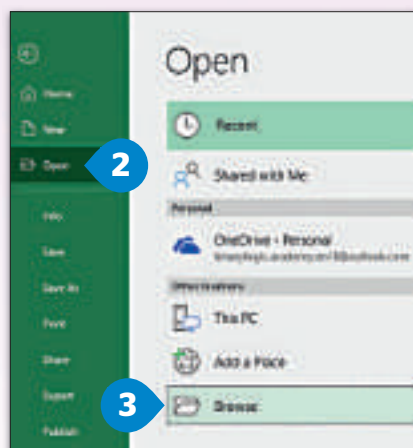 Open
Home
New
Open
2
Info
Save
Save As
Print
Share
Export
Publish
Recent
Shared with Me
Personal
OneDrive - Personal
Other locations
This PC
Add a Place
3
Browse